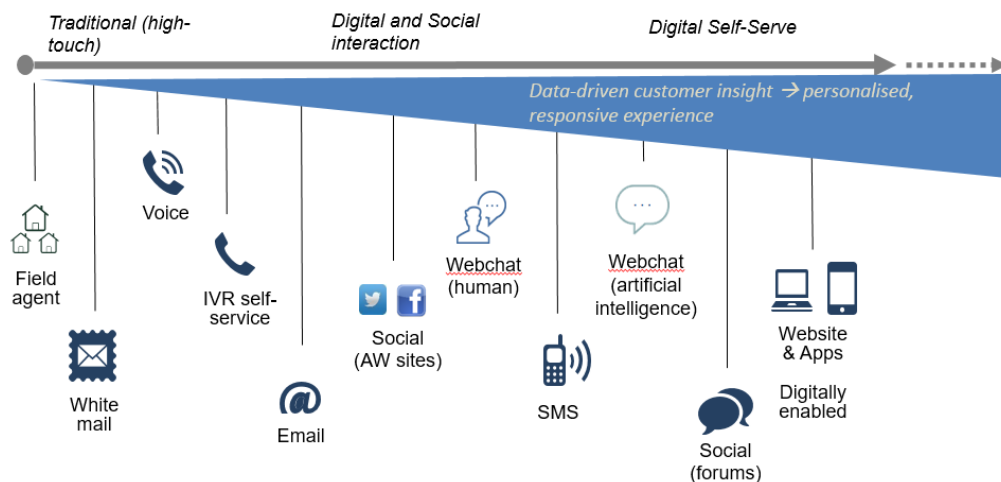 Traditional (high-
touch)
Digital and Social
interaction
Digital Self-Serve
Data-driven customer insight → personalised,
responsive experience
Field
agent
White
mail
Voice
IVR self-
service
@
Email
Social
(AW sites)
Webchat
(human)
SMS
Webchat
(artificial
intelligence)
Social
(forums)
Website
& Apps
Digitally
enabled